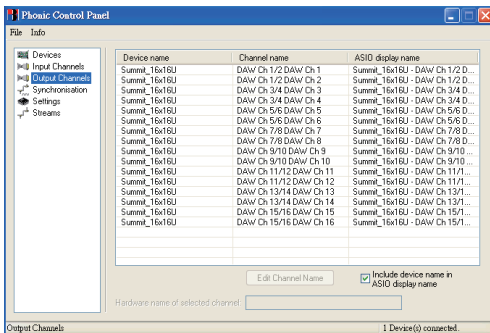 Phonic Control Panel
File Info
Devices
Input Channels
Output Channels
Synchronisation
Settings
Streams
Device name Channel name ASIO display name
Summit_16x16U DAW Ch 1/2 DAW Ch 1 Summit_16x16U - DAW Ch 1/2 D...
Summit_16x16U DAW Ch 1/2 DAW Ch 2 Summit_16x16U - DAW Ch 1/2 D...
Summit_16x16U DAW Ch 3/4 DAW Ch 3 Summit_16x16U - DAW Ch 3/4 D...
Summit_16x16U DAW Ch 3/4 DAW Ch 4 Summit_16x16U - DAW Ch 3/4 D...
Summit_16x16U DAW Ch 5/6 DAW Ch 5 Summit_16x16U - DAW Ch 5/6 D...
Summit_16x16U DAW Ch 5/6 DAW Ch 6 Summit_16x16U - DAW Ch 5/6 D...
Summit_16x16U DAW Ch 7/8 DAW Ch 7 Summit_16x16U - DAW Ch 7/8 D...
Summit_16x16U DAW Ch 7/8 DAW Ch 8 Summit_16x16U - DAW Ch 7/8 D...
Summit_16x16U DAW Ch 9/10 DAW Ch 9 Summit_16x16U - DAW Ch 9/10 ...
Summit_16x16U DAW Ch 9/10 DAW Ch 10 Summit_16x16U - DAW Ch 9/10 ...
Summit_16x16U DAW Ch 11/12 DAW Ch 11 Summit_16x16U - DAW Ch 11/1...
Summit_16x16U DAW Ch 11/12 DAW Ch 12 Summit_16x16U - DAW Ch 11/1...
Summit_16x16U DAW Ch 13/14 DAW Ch 13 Summit_16x16U - DAW Ch 13/1...
Summit_16x16U DAW Ch 13/14 DAW Ch 14 Summit_16x16U - DAW Ch 13/1...
Summit_16x16U DAW Ch 15/16 DAW Ch 15 Summit_16x16U - DAW Ch 15/1...
Summit_16x16U DAW Ch 15/16 DAW Ch 16 Summit_16x16U - DAW Ch 15/1...
Edit Channel Name
Include device name in
ASIO display name
Hardware name of selected channel:
Output Channels 1 Device(s) connected.